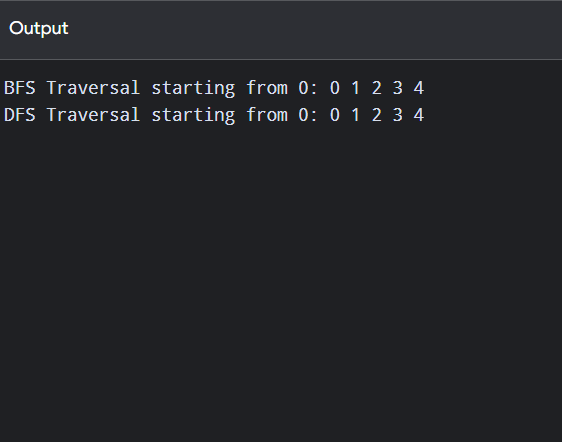 Output
BFS Traversal starting from 0: 0 1 2 3 4
DFS Traversal starting from 0: 0 1 2 3 4